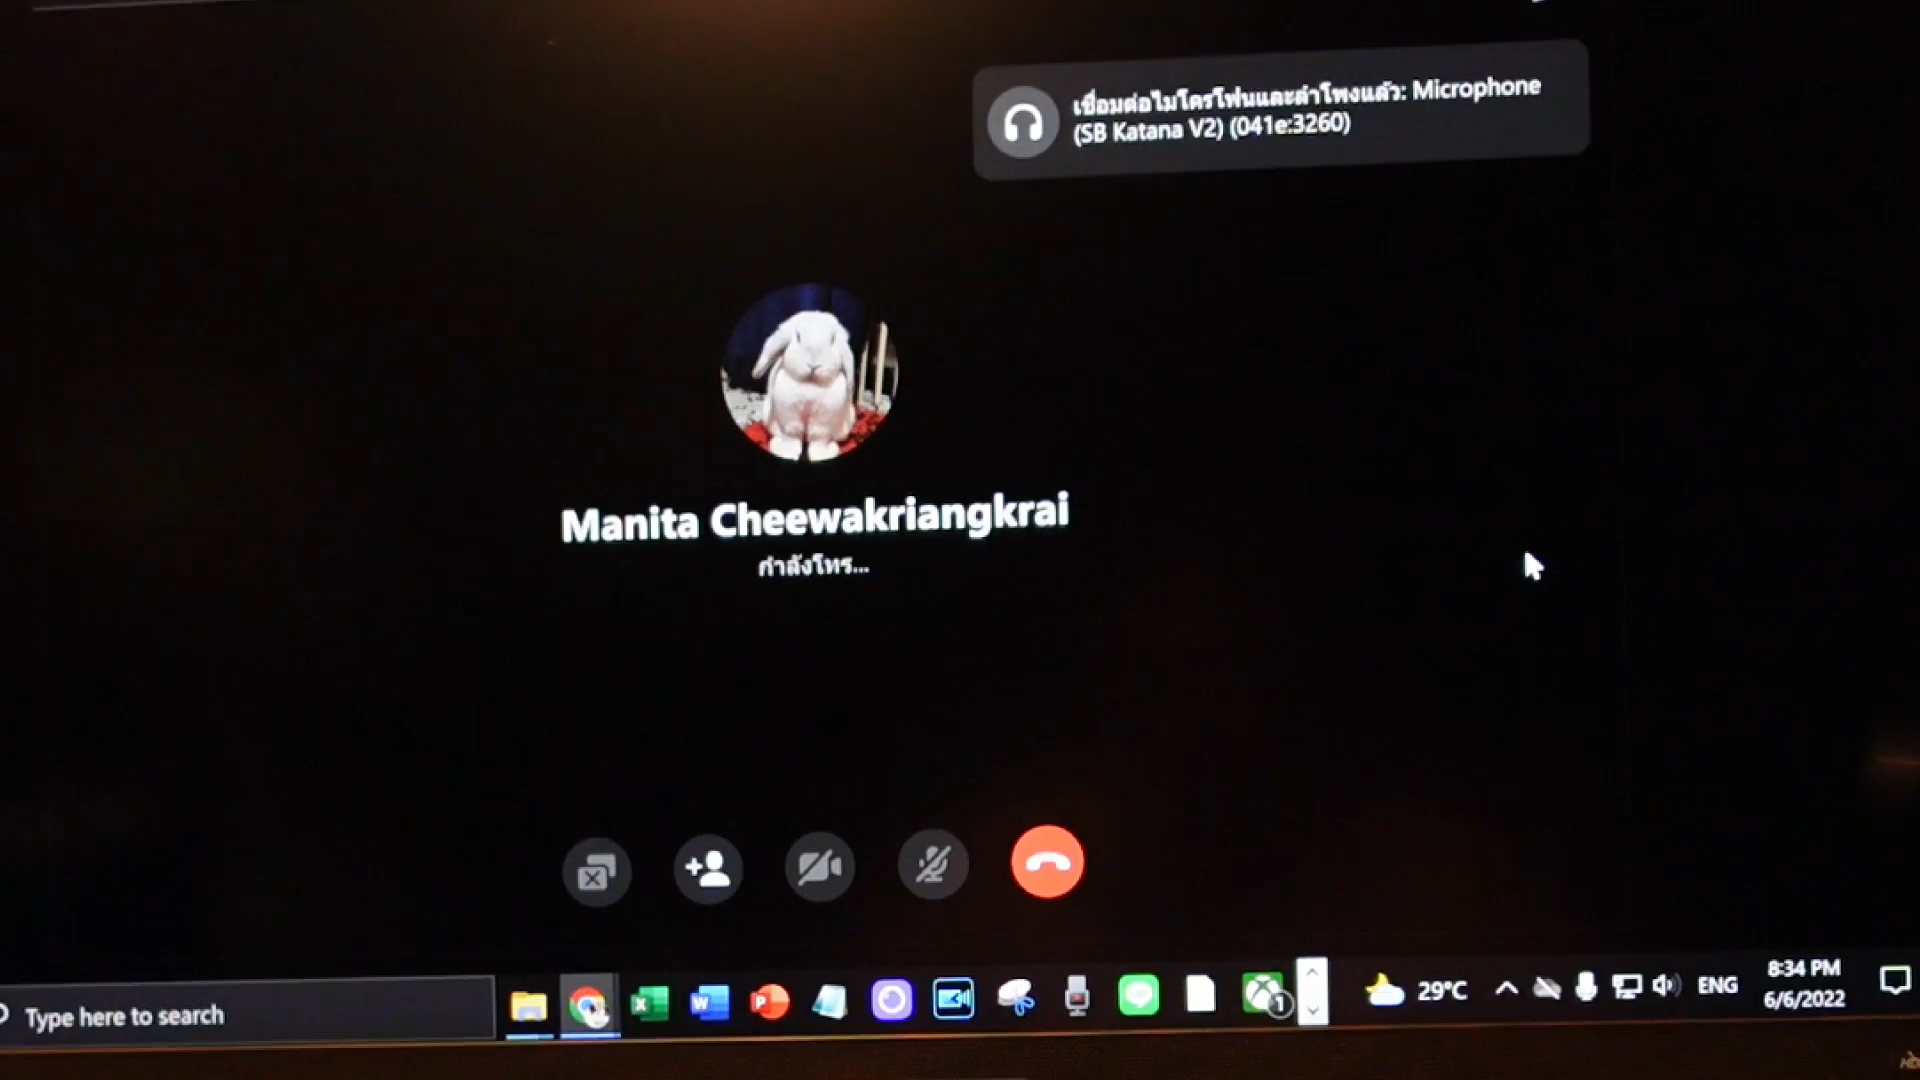 เชื่อมต่อไมโครโฟนและลำโพงแล้ว: Microphone
(SB Katana V2) (041e:3260)
Manita Cheewakriangkrai
กำลังโทร...
Type here to search
29°C
ENG
8:34 PM
6/6/2022
1